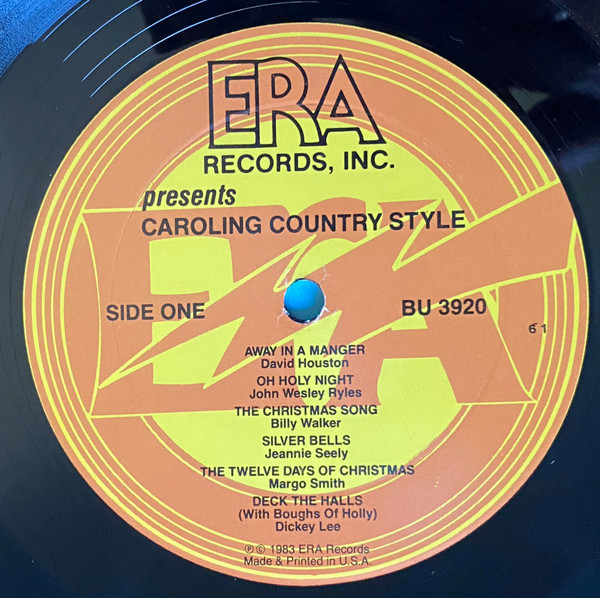 ERA
RECORDS, INC.
presents
CAROLING COUNTRY STYLE
SIDE ONE
BU 3920
61
AWAY IN A MANGER
David Houston
OH HOLY NIGHT
John Wesley Ryles
THE CHRISTMAS SONG
Billy Walker
SILVER BELLS
Jeannie Seely
THE TWELVE DAYS OF CHRISTMAS
Margo Smith
DECK THE HALLS
(With Boughs Of Holly)
Dickey Lee
℗ © 1983 ERA Records
Made & Printed in U.S.A.
ERA